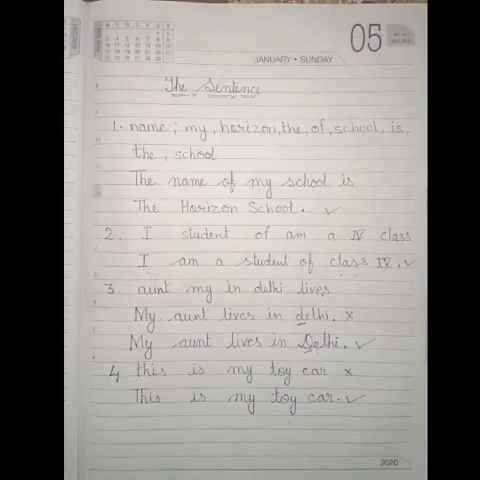 05
JANUARY • SUNDAY
The Sentence
1. name; my, horizon, the, of, school, is,
the, school
The name of my school is
The Horizon School. ✓
2. I student of am a IV class
I am a student of class IV. ✓
3 aunt my in delhi lives
My aunt lives in delhi. x
My aunt lives in Delhi. ✓
4 this is my toy car x
This is my toy car. ✓
2020